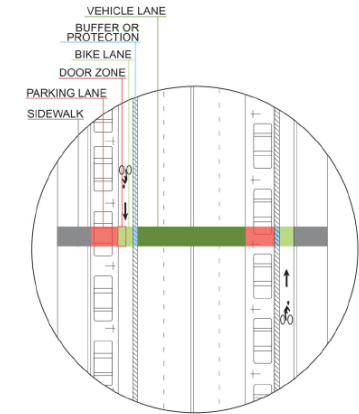 VEHICLE LANE
BUFFER OR
PROTECTION
BIKE LANE
DOOR ZONE
PARKING LANE
SIDEWALK